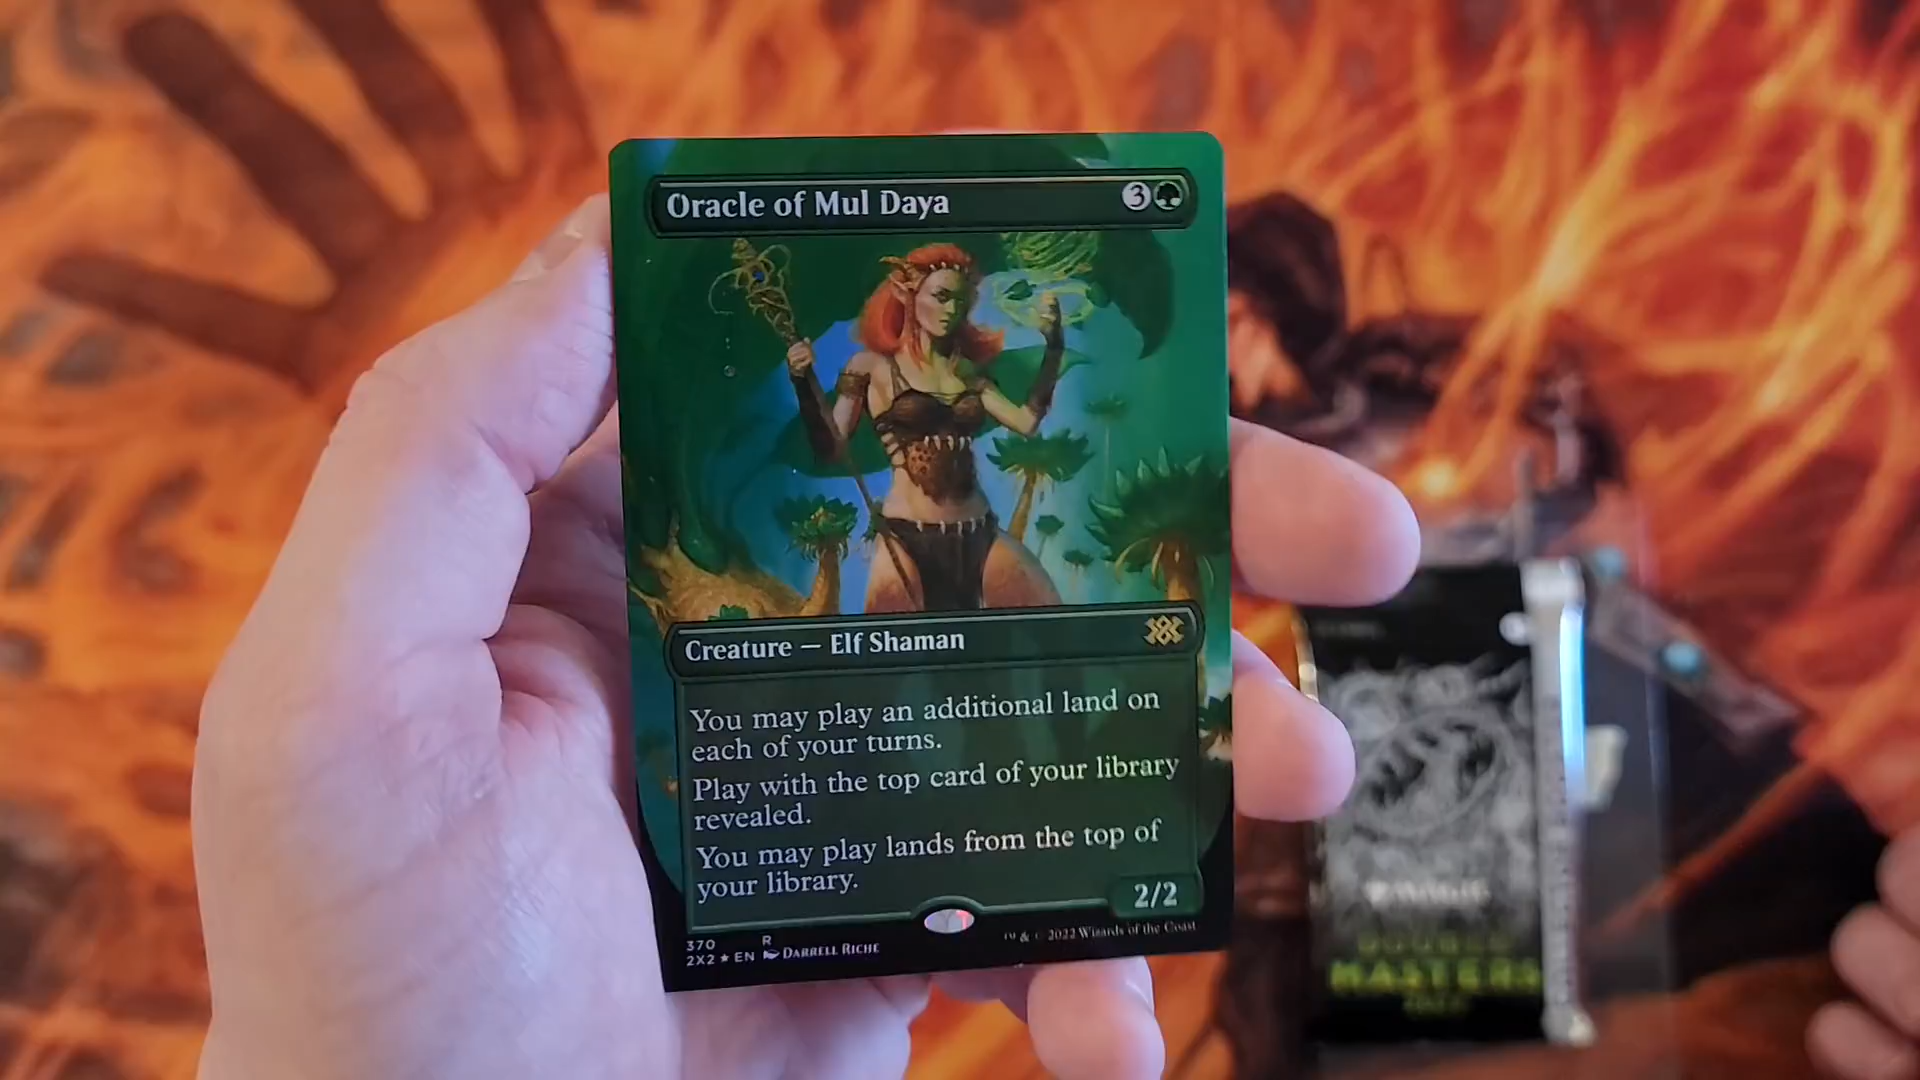 Oracle of Mul Daya 3
Creature — Elf Shaman
You may play an additional land on
each of your turns.
Play with the top card of your library
revealed.
You may play lands from the top of
your library.
2/2
370 R
2X2 ★ EN Darrell Riche
™ & © 2022 Wizards of the Coast
MAGIC
DOUBLE
MASTERS